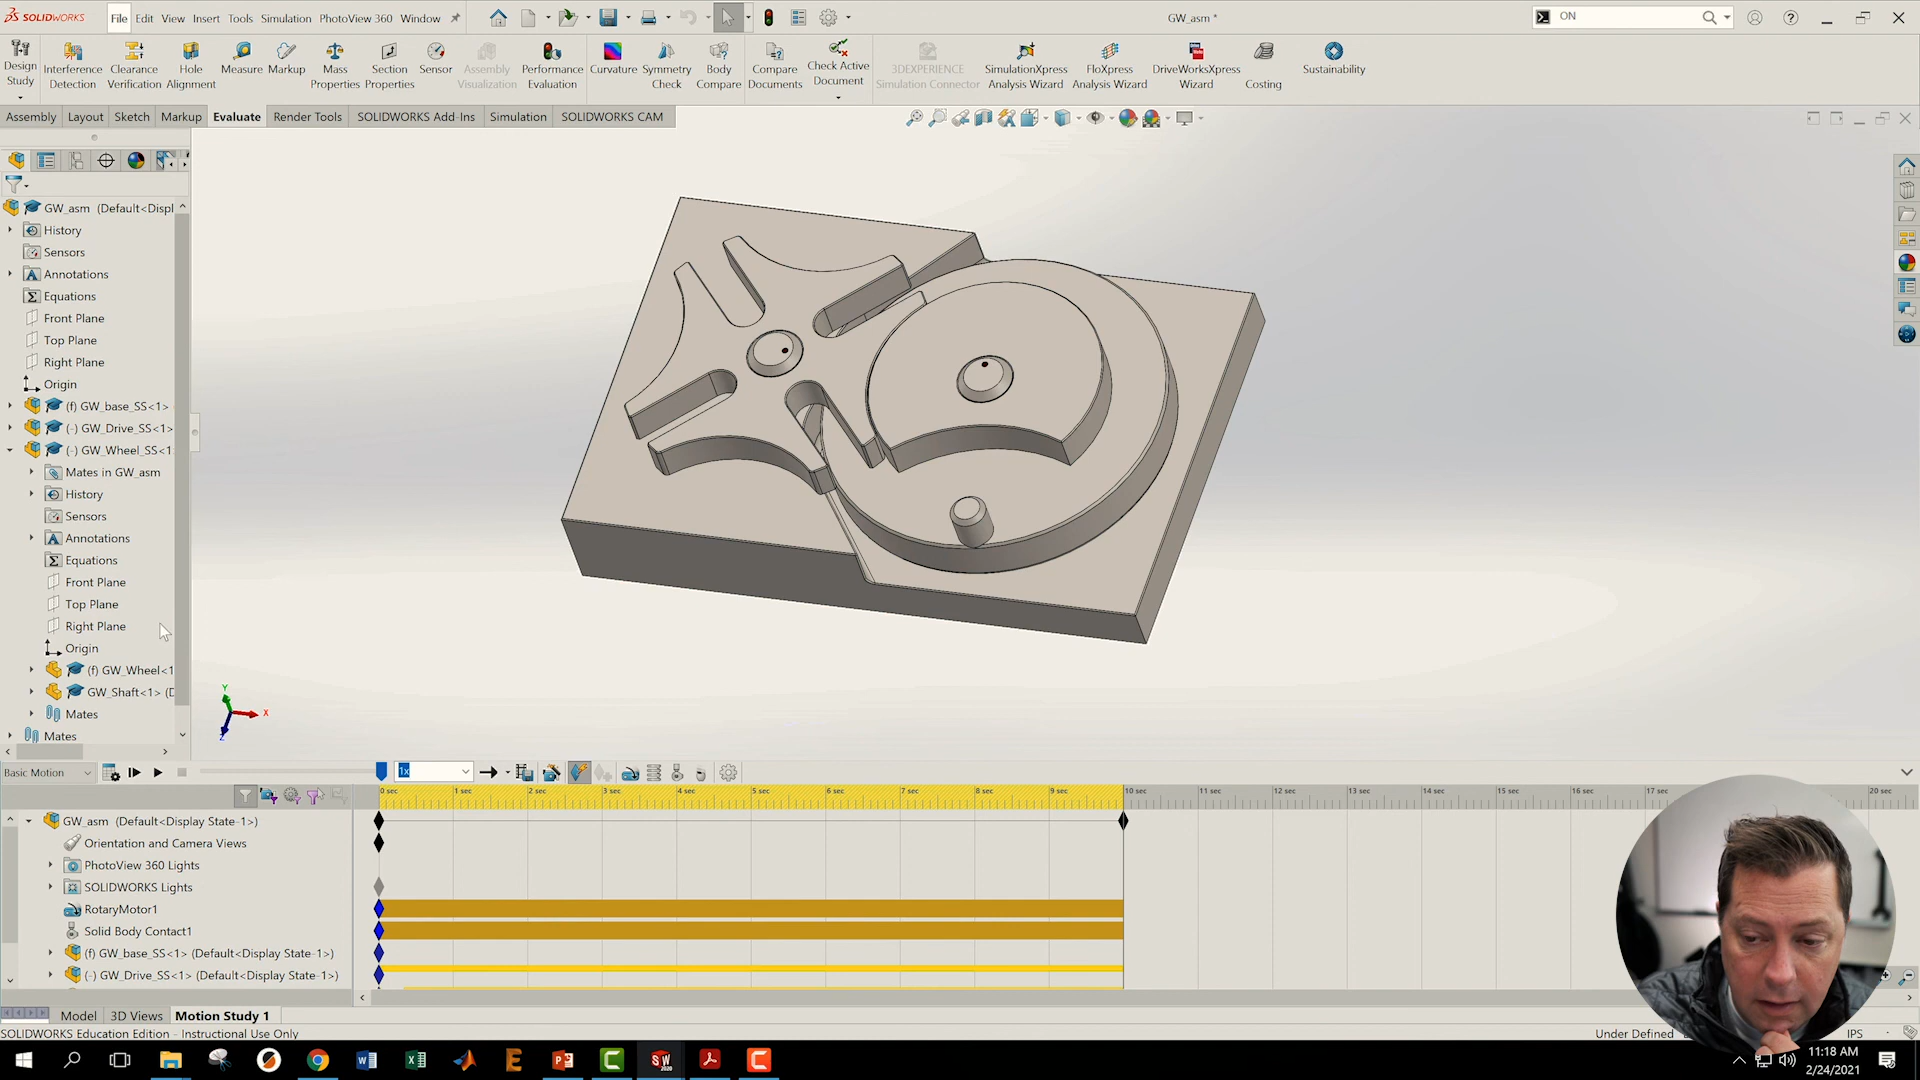 SOLIDWORKS File Edit View Insert Tools Simulation PhotoView 360 Window
GW_asm *
ON
Design Study
Interference Detection
Clearance Verification
Hole Alignment
Measure
Markup
Mass Properties
Section Properties
Sensor
Assembly Visualization
Performance Evaluation
Curvature
Symmetry Check
Body Compare
Compare Documents
Check Active Document
3DEXPERIENCE Simulation Connector
SimulationXpress Analysis Wizard
FloXpress Analysis Wizard
DriveWorksXpress Wizard
Costing
Sustainability
Assembly Layout Sketch Markup Evaluate Render Tools SOLIDWORKS Add-Ins Simulation SOLIDWORKS CAM
GW_asm (Default<Displ
History
Sensors
Annotations
Equations
Front Plane
Top Plane
Right Plane
Origin
(f) GW_base_SS<1>
(-) GW_Drive_SS<1>
(-) GW_Wheel_SS<1
Mates in GW_asm
History
Sensors
Annotations
Equations
Front Plane
Top Plane
Right Plane
Origin
(f) GW_Wheel<1
GW_Shaft<1> (D
Mates
Mates
Y
X
Z
Basic Motion
1x
0 sec 1 sec 2 sec 3 sec 4 sec 5 sec 6 sec 7 sec 8 sec 9 sec 10 sec 11 sec 12 sec 13 sec 14 sec 15 sec 16 sec 17 sec 20 sec
GW_asm (Default<Display State-1>)
Orientation and Camera Views
PhotoView 360 Lights
SOLIDWORKS Lights
RotaryMotor1
Solid Body Contact1
(f) GW_base_SS<1> (Default<Display State-1>)
(-) GW_Drive_SS<1> (Default<Display State-1>)
Model 3D Views Motion Study 1
SOLIDWORKS Education Edition - Instructional Use Only
Under Defined
IPS
11:18 AM
2/24/2021